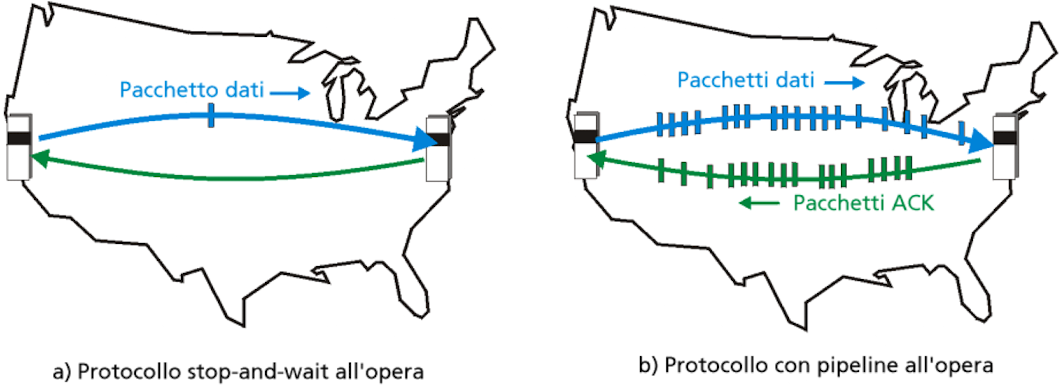 Pacchetto dati
a) Protocollo stop-and-wait all'opera
Pacchetti dati
Pacchetti ACK
b) Protocollo con pipeline all'opera